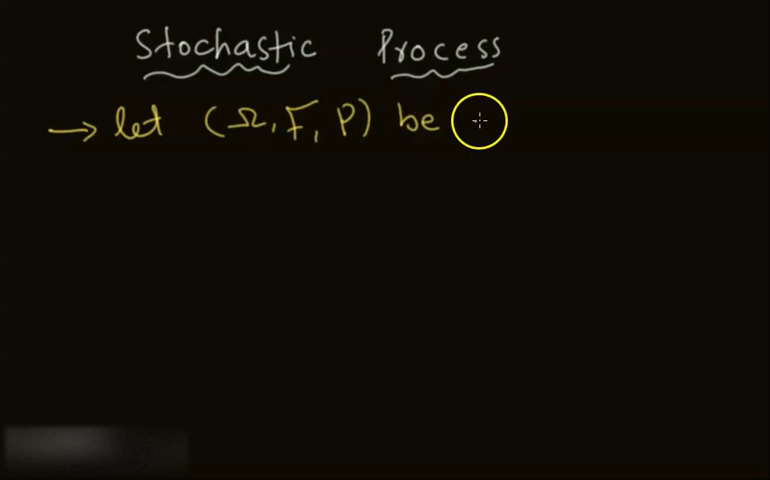 Stochastic Process
→ let (Ω, F, P) be